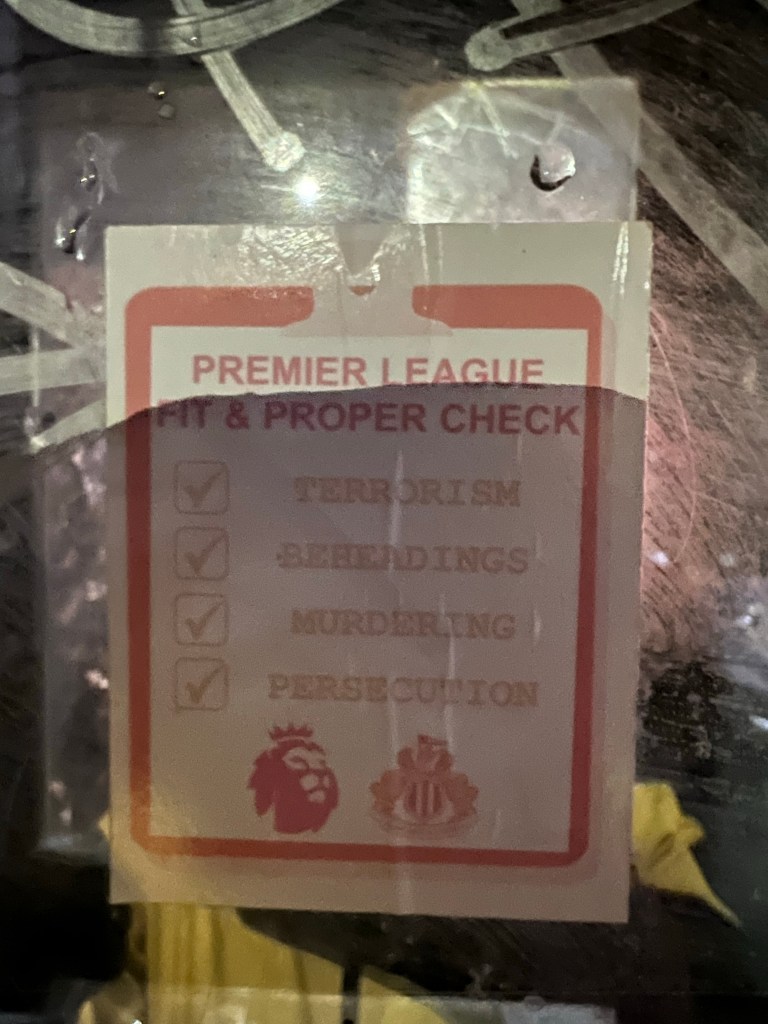 PREMIER LEAGUE
FIT & PROPER CHECK
TERRORISM
BEHEADINGS
MURDERING
PERSECUTION